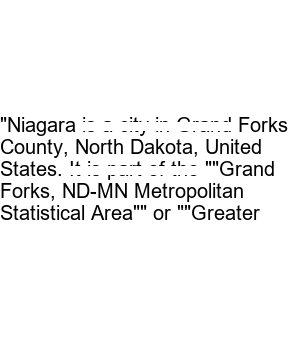 "Niagara is a city in Grand Forks
County, North Dakota, United
States. It is part of the ""Grand
Forks, ND-MN Metropolitan
Statistical Area"" or ""Greater